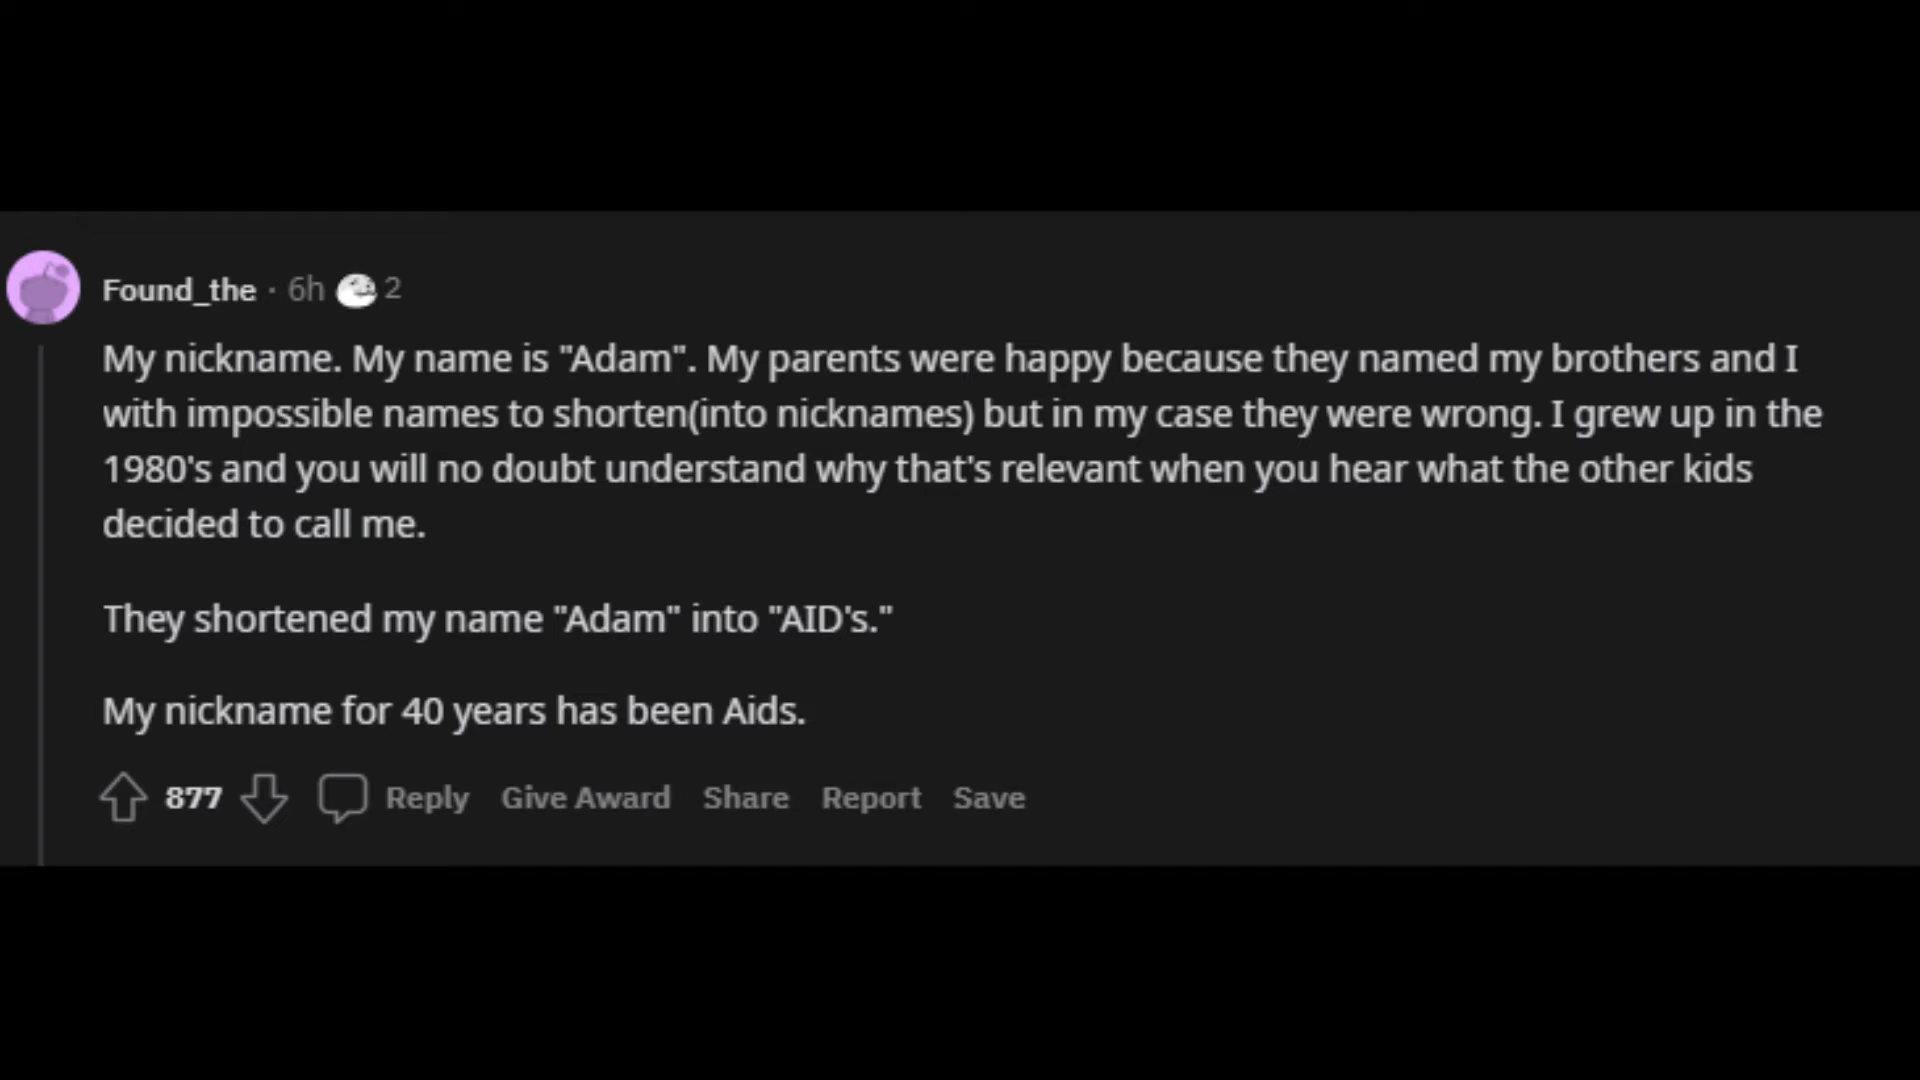 Found_the · 6h 2
My nickname. My name is "Adam". My parents were happy because they named my brothers and I
with impossible names to shorten(into nicknames) but in my case they were wrong. I grew up in the
1980's and you will no doubt understand why that's relevant when you hear what the other kids
decided to call me.
They shortened my name "Adam" into "AID's."
My nickname for 40 years has been Aids.
877 Reply Give Award Share Report Save